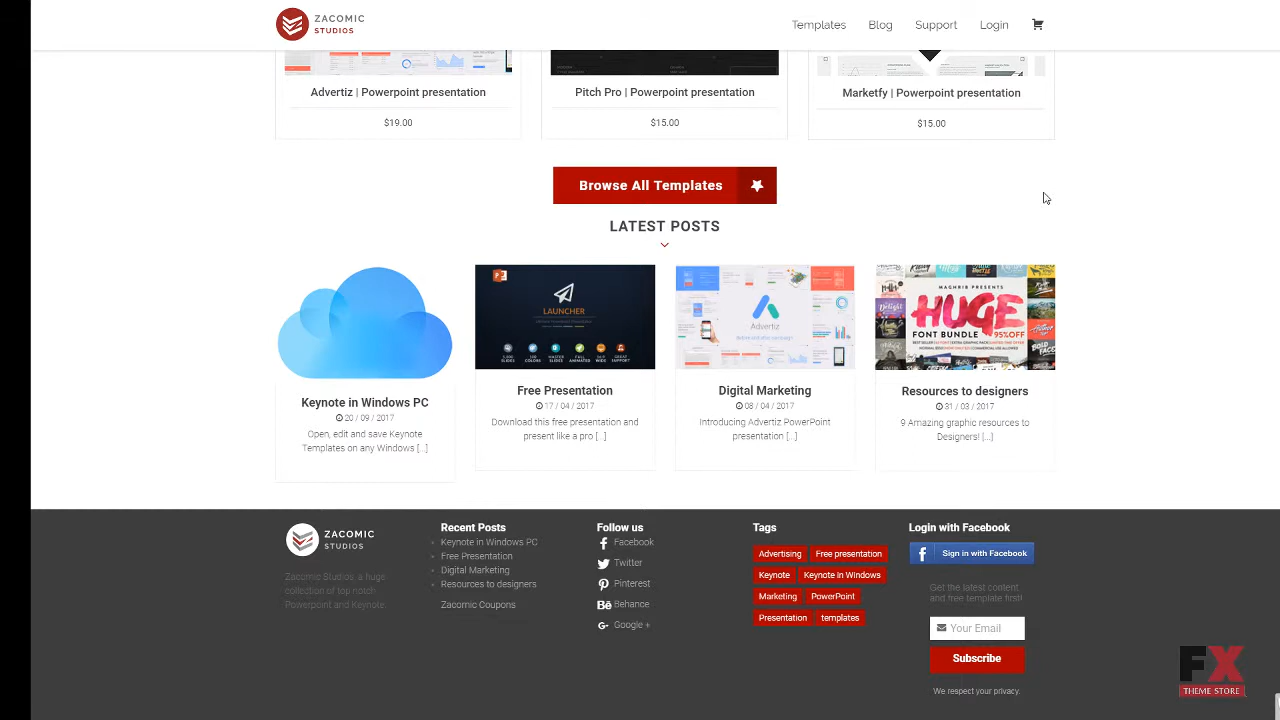 ZACOMIC
STUDIOS
Templates
Blog
Support
Login
Advertiz | Powerpoint presentation
$19.00
Pitch Pro | Powerpoint presentation
$15.00
Marketfy | Powerpoint presentation
$15.00
Browse All Templates
LATEST POSTS
Keynote in Windows PC
20 / 09 / 2017
Open, edit and save Keynote
Templates on any Windows [...]
LAUNCHER
Free Presentation
17 / 04 / 2017
Download this free presentation and
present like a pro [...]
Advertiz
Digital Marketing
08 / 04 / 2017
Introducing Advertiz PowerPoint
presentation [...]
MAGHRIB PRESENTS
HUGE
FONT BUNDLE
95%OFF
Resources to designers
31 / 03 / 2017
9 Amazing graphic resources to
Designers! [...]
ZACOMIC
STUDIOS
Zacomic Studios, a huge
collection of top notch
Powerpoint and Keynote.
Recent Posts
Keynote in Windows PC
Free Presentation
Digital Marketing
Resources to designers
Zacomic Coupons
Follow us
Facebook
Twitter
Pinterest
Behance
Google +
Tags
Advertising
Free presentation
Keynote
Keynote in Windows
Marketing
PowerPoint
Presentation
templates
Login with Facebook
Sign in with Facebook
Get the latest content
and free template first!
Your Email
Subscribe
We respect your privacy.
FX
THEME STORE